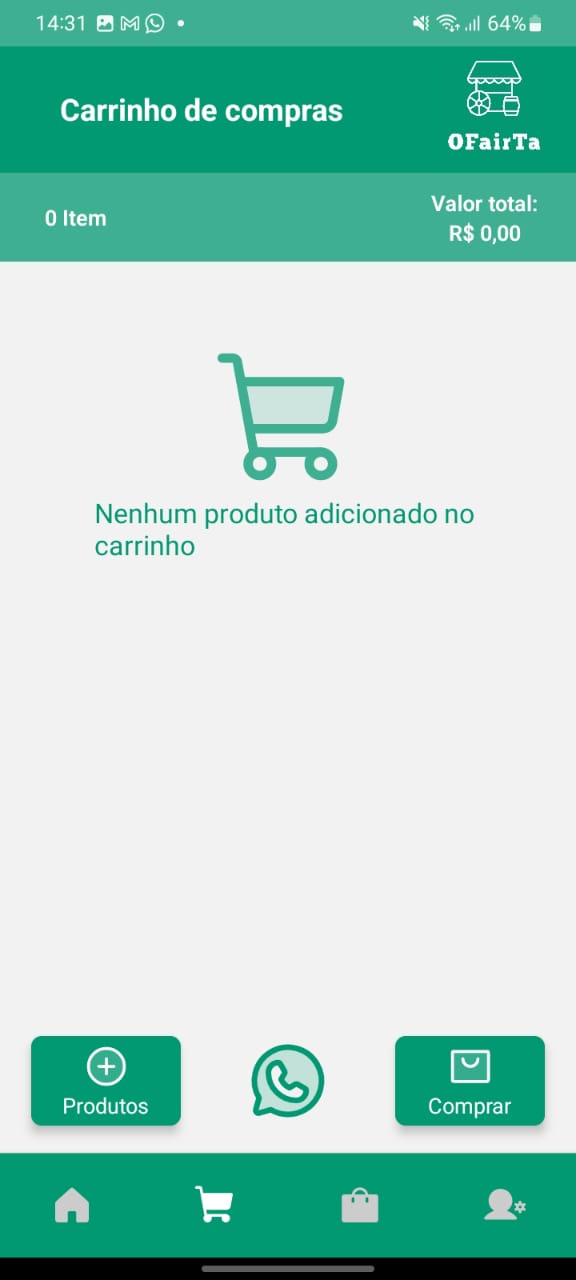 14:31
64%
Carrinho de compras
OFairTa
0 Item
Valor total:
R$ 0,00
Nenhum produto adicionado no
carrinho
Produtos
Comprar